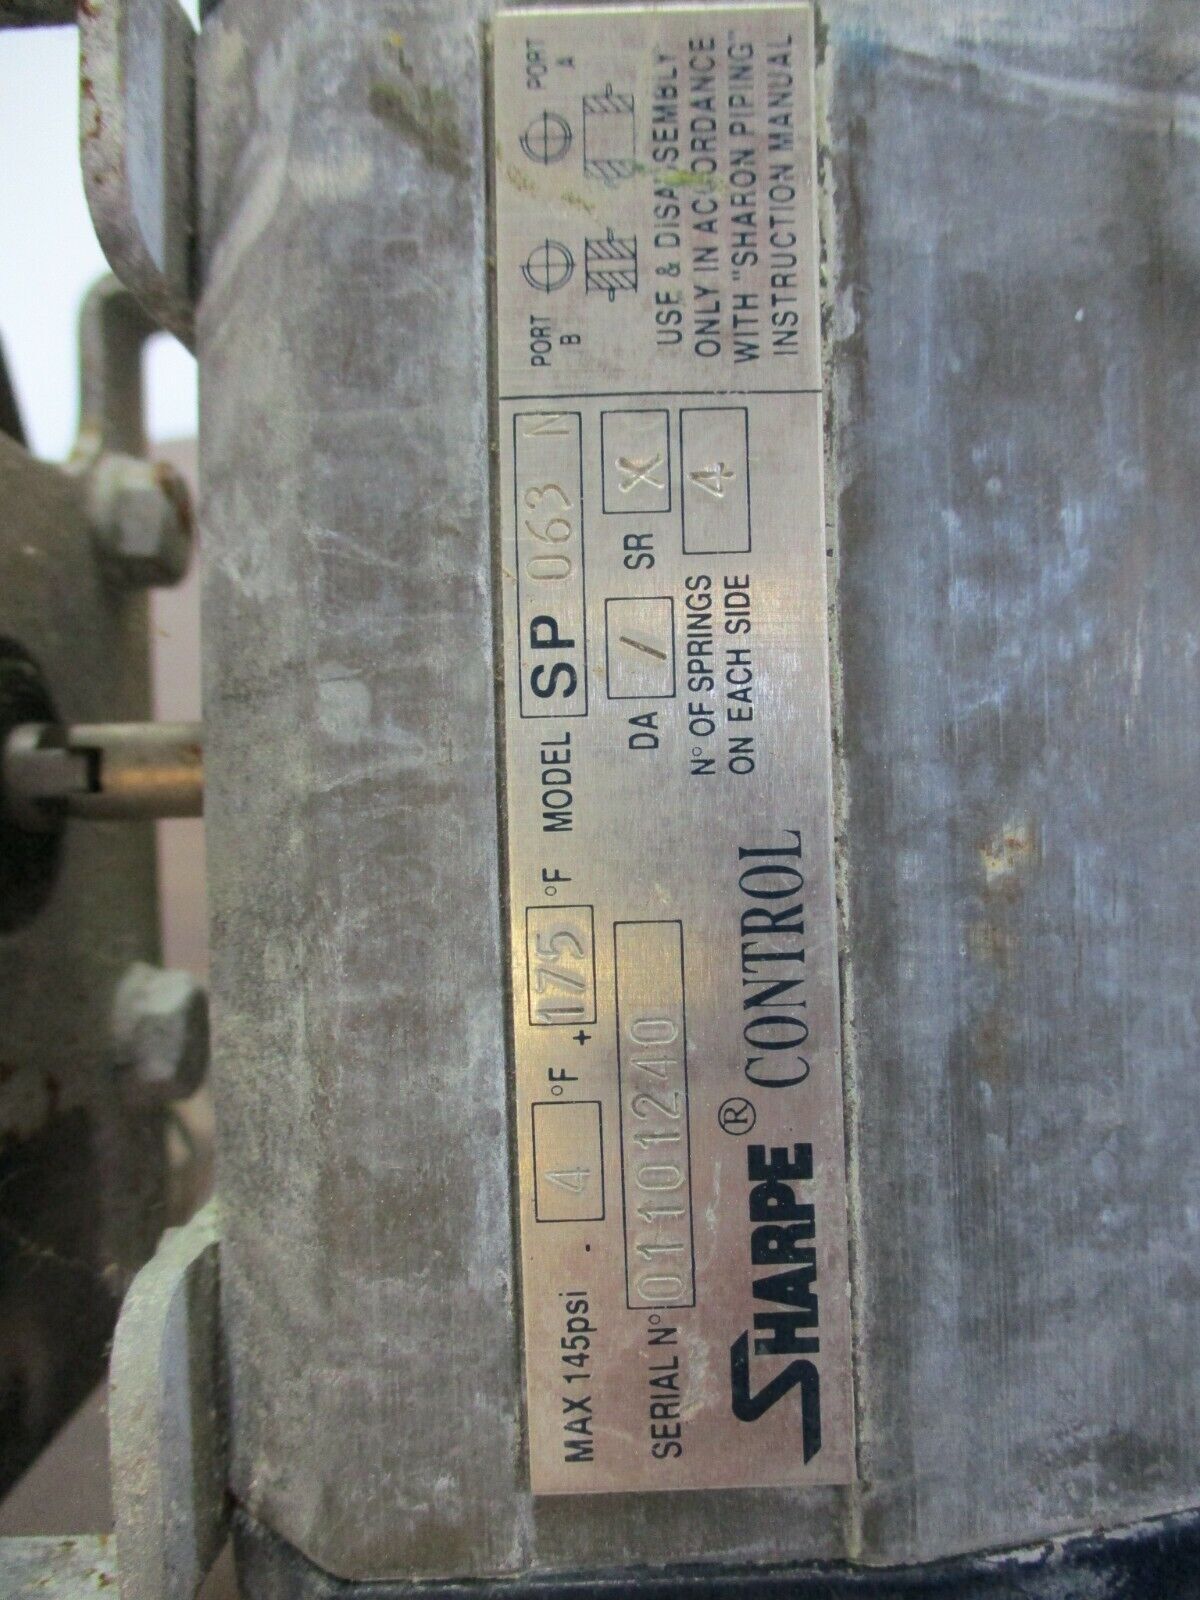 MAX 145psi - 4 °F + 175 °F MODEL SP 063 N
SERIAL N° 01101240
DA / SR X
N° OF SPRINGS
ON EACH SIDE 4
SHARPE® CONTROL
PORT
B
PORT
A
USE & DISASSEMBLY
ONLY IN ACCORDANCE
WITH "SHARON PIPING"
INSTRUCTION MANUAL